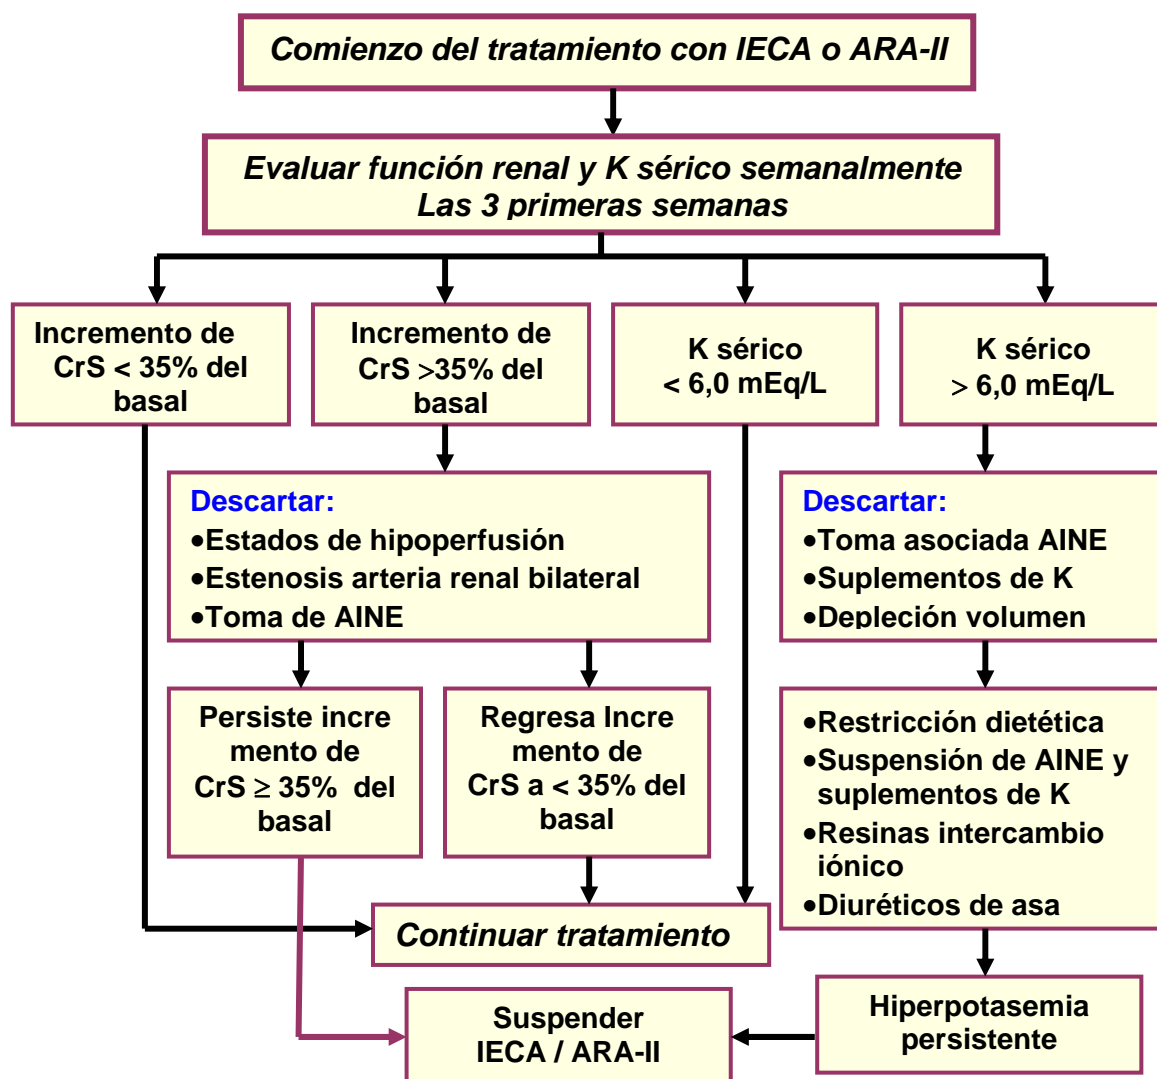 Comienzo del tratamiento con IECA o ARA-II
Evaluar función renal y K sérico semanalmente
Las 3 primeras semanas
Incremento de
CrS < 35% del
basal
Incremento de
CrS >35% del
basal
K sérico
< 6,0 mEq/L
K sérico
> 6,0 mEq/L
Descartar:
•Estados de hipoperfusión
•Estenosis arteria renal bilateral
•Toma de AINE
Descartar:
•Toma asociada AINE
•Suplementos de K
•Depleción volumen
Persiste incre
mento de
CrS ≥ 35% del
basal
Regresa Incre
mento de
CrS a < 35% del
basal
•Restricción dietética
•Suspensión de AINE y
suplementos de K
•Resinas intercambio
iónico
•Diuréticos de asa
Continuar tratamiento
Suspender
IECA / ARA-II
Hiperpotasemia
persistente